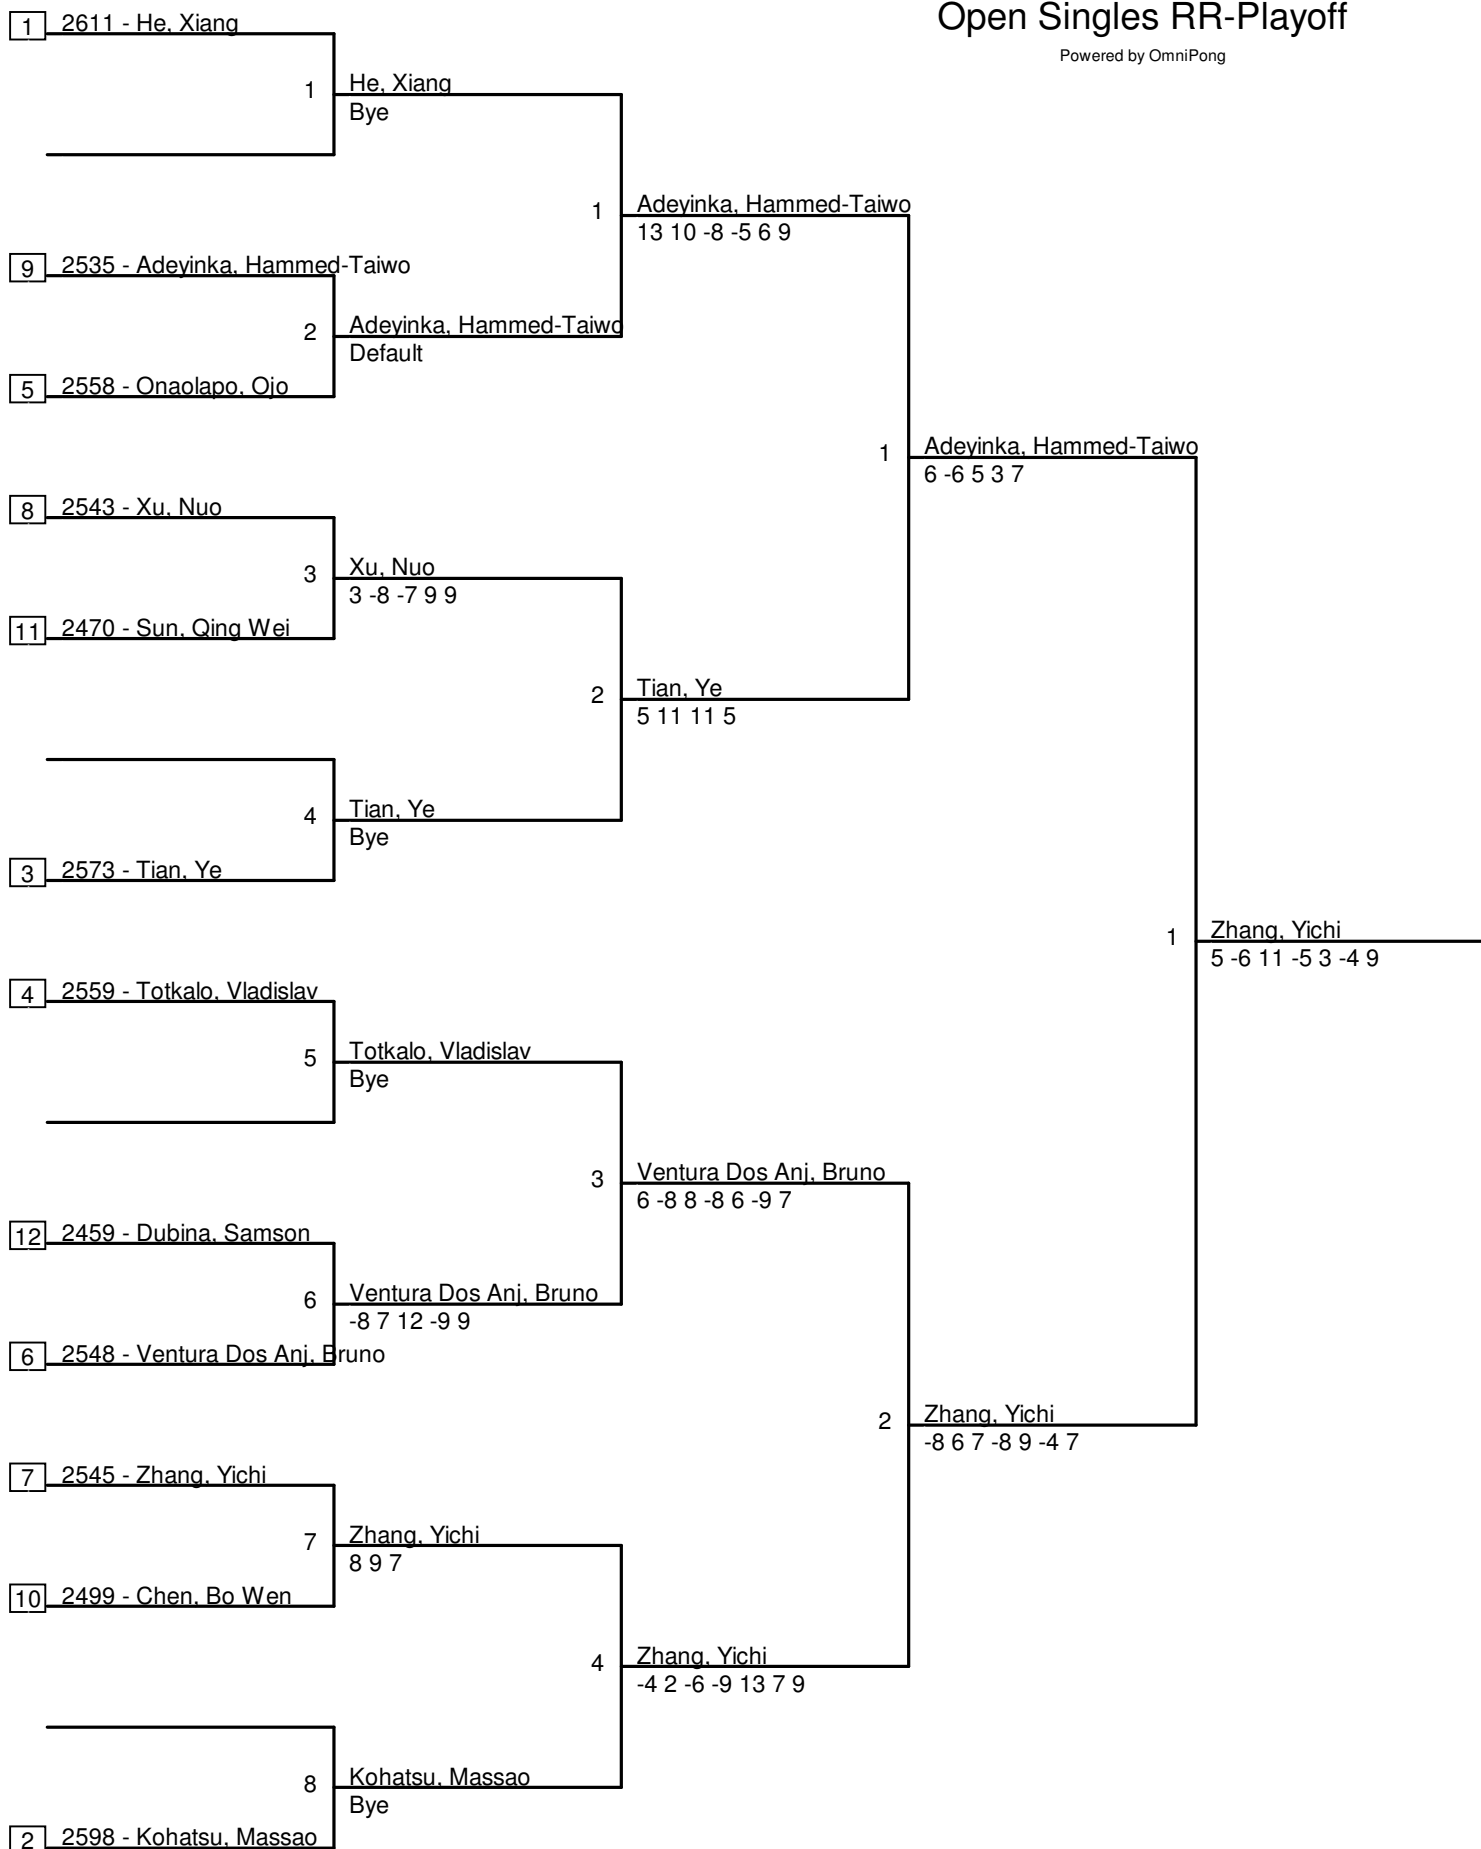 Open Singles RR-Playoff
Powered by OmniPong
1 2611 - He, Xiang
1 He, Xiang
Bye
1 Adeyinka, Hammed-Taiwo
13 10 -8 -5 6 9
9 2535 - Adeyinka, Hammed-Taiwo
2 Adeyinka, Hammed-Taiwo
Default
5 2558 - Onaolapo, Ojo
1 Adeyinka, Hammed-Taiwo
6 -6 5 3 7
8 2543 - Xu, Nuo
3 Xu, Nuo
3 -8 -7 9 9
11 2470 - Sun, Qing Wei
2 Tian, Ye
5 11 11 5
4 Tian, Ye
Bye
3 2573 - Tian, Ye
1 Zhang, Yichi
5 -6 11 -5 3 -4 9
4 2559 - Totkalo, Vladislav
5 Totkalo, Vladislav
Bye
3 Ventura Dos Anj, Bruno
6 -8 8 -8 6 -9 7
12 2459 - Dubina, Samson
6 Ventura Dos Anj, Bruno
-8 7 12 -9 9
6 2548 - Ventura Dos Anj, Bruno
2 Zhang, Yichi
-8 6 7 -8 9 -4 7
7 2545 - Zhang, Yichi
7 Zhang, Yichi
8 9 7
10 2499 - Chen, Bo Wen
4 Zhang, Yichi
-4 2 -6 -9 13 7 9
8 Kohatsu, Massao
Bye
2 2598 - Kohatsu, Massao